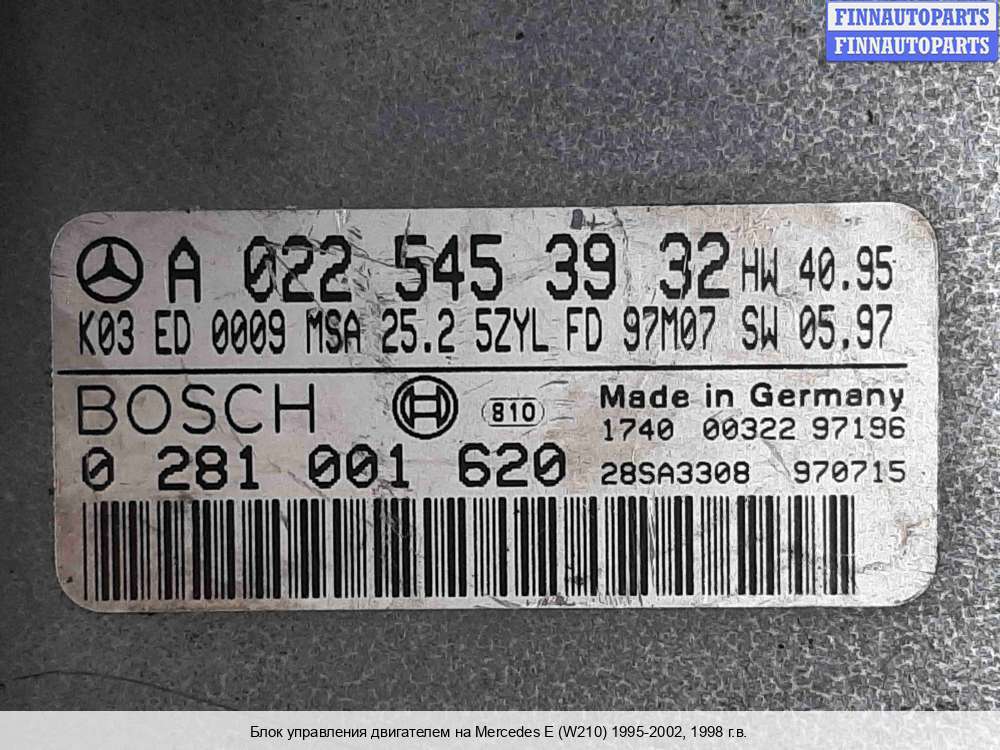 FINNAUTOPARTS
FINNAUTOPARTS
A 022 545 39 32 HW 40.95
K03 ED 0009 MSA 25.2 5ZYL FD 97M07 SW 05.97
BOSCH 810 Made in Germany
1740 00322 97196
0 281 001 620 28SA3308 970715
Блок управления двигателем на Mercedes E (W210) 1995-2002, 1998 г.в.